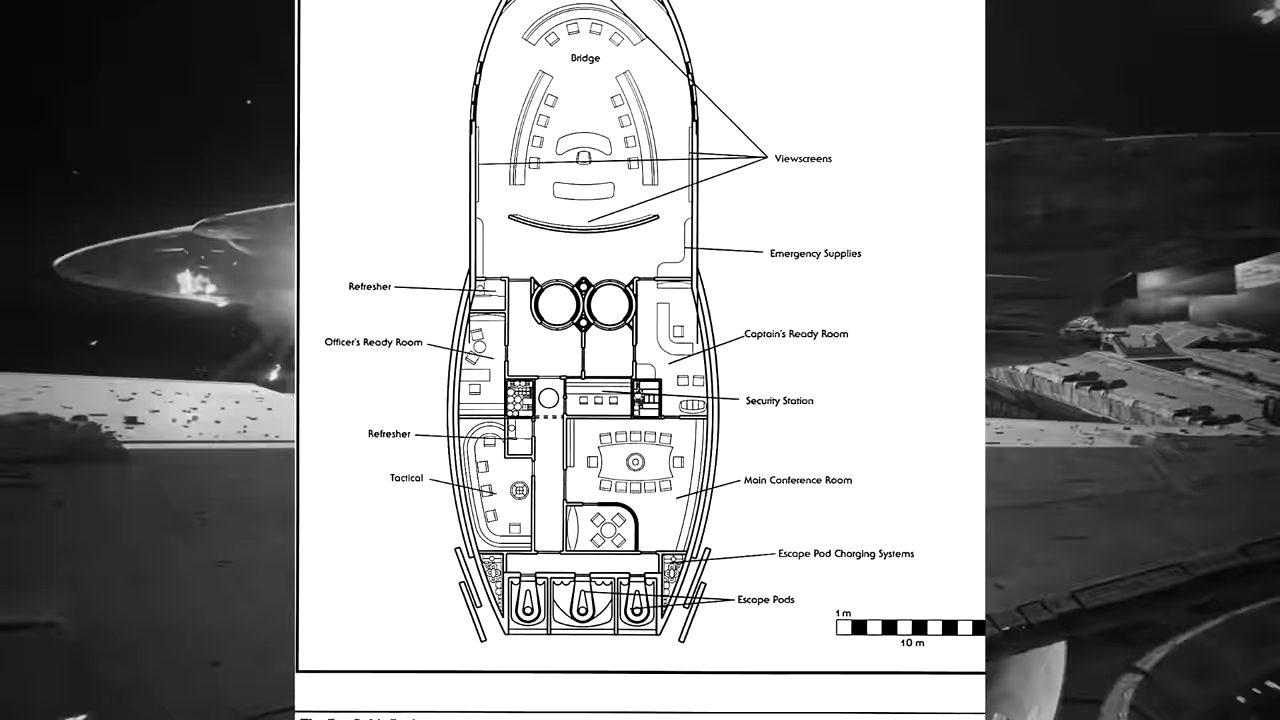 Bridge
Viewscreens
Emergency Supplies
Refresher
Captain's Ready Room
Officer's Ready Room
Security Station
Refresher
Tactical
Main Conference Room
Escape Pod Charging Systems
Escape Pods
1 m
10 m